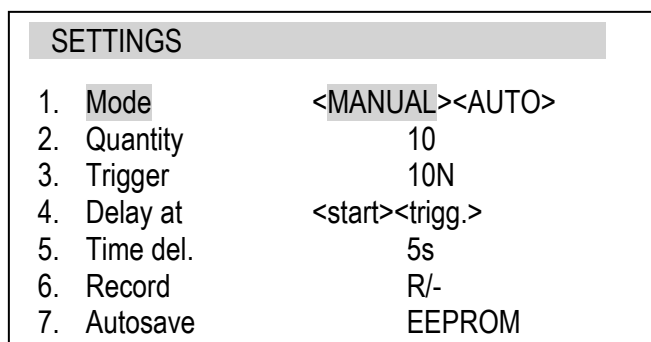 SETTINGS
1. Mode <MANUAL><AUTO>
2. Quantity 10
3. Trigger 10N
4. Delay at <start><trigg.>
5. Time del. 5s
6. Record R/-
7. Autosave EEPROM